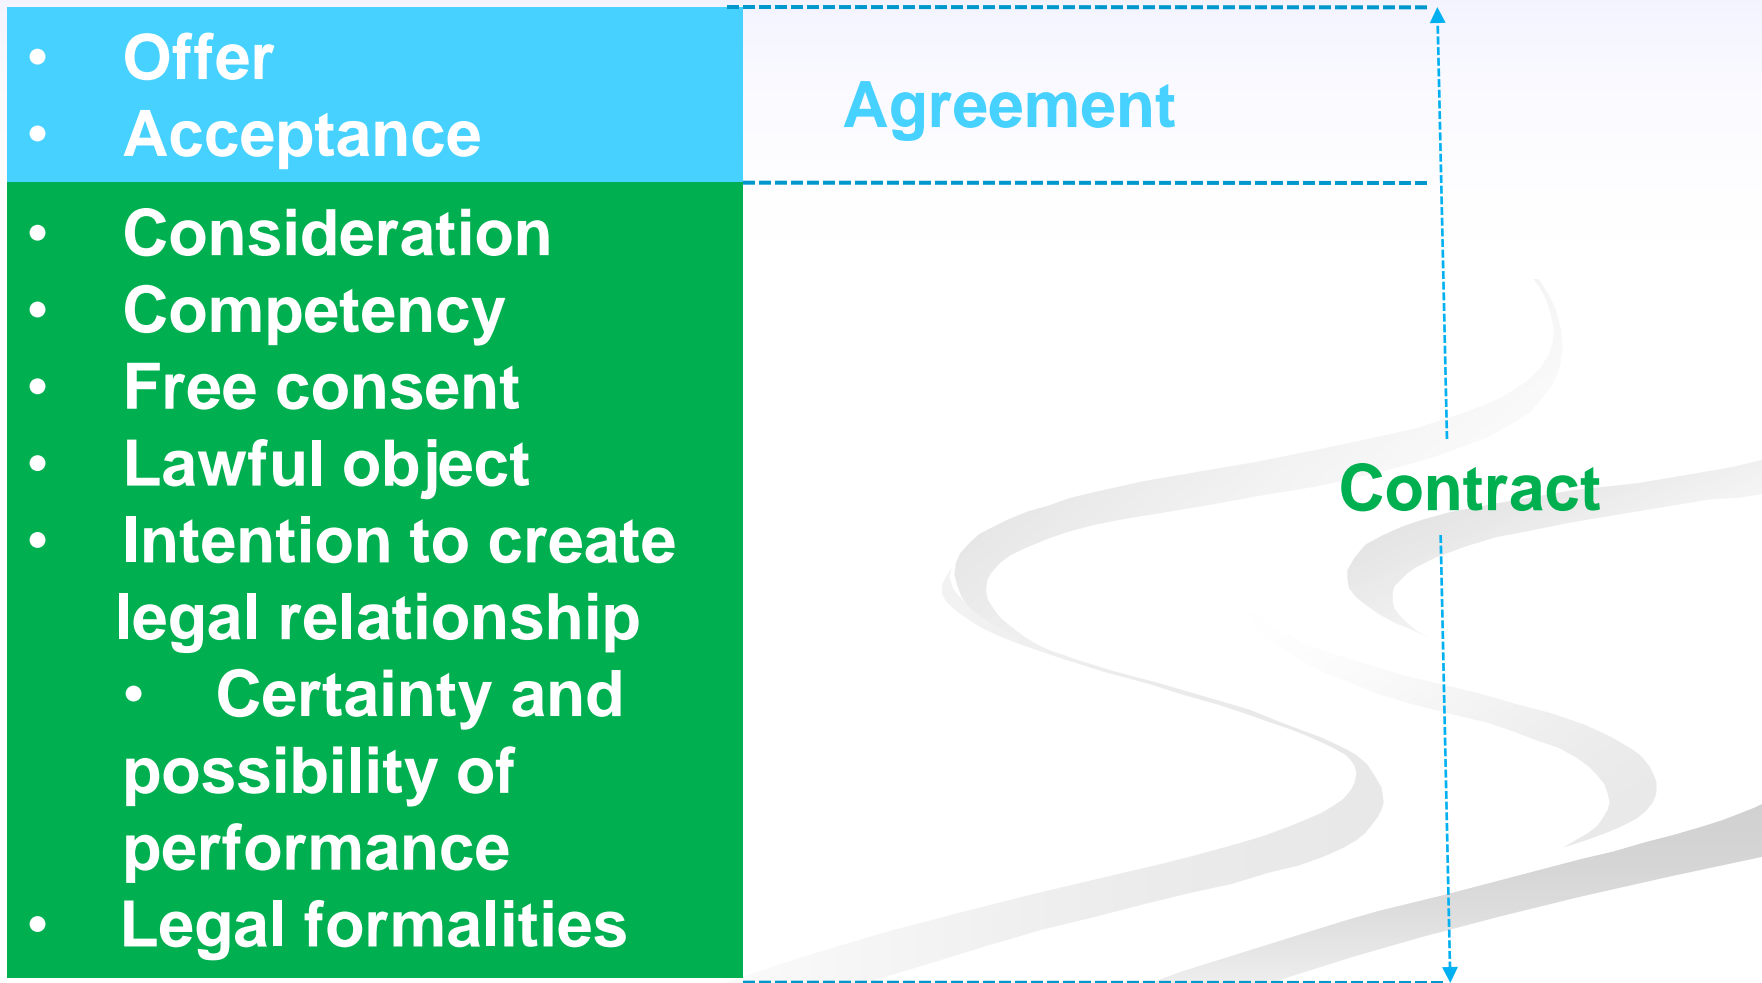 • Offer
• Acceptance
Agreement
• Consideration
• Competency
• Free consent
• Lawful object
• Intention to create
legal relationship
• Certainty and
possibility of
performance
• Legal formalities
Contract